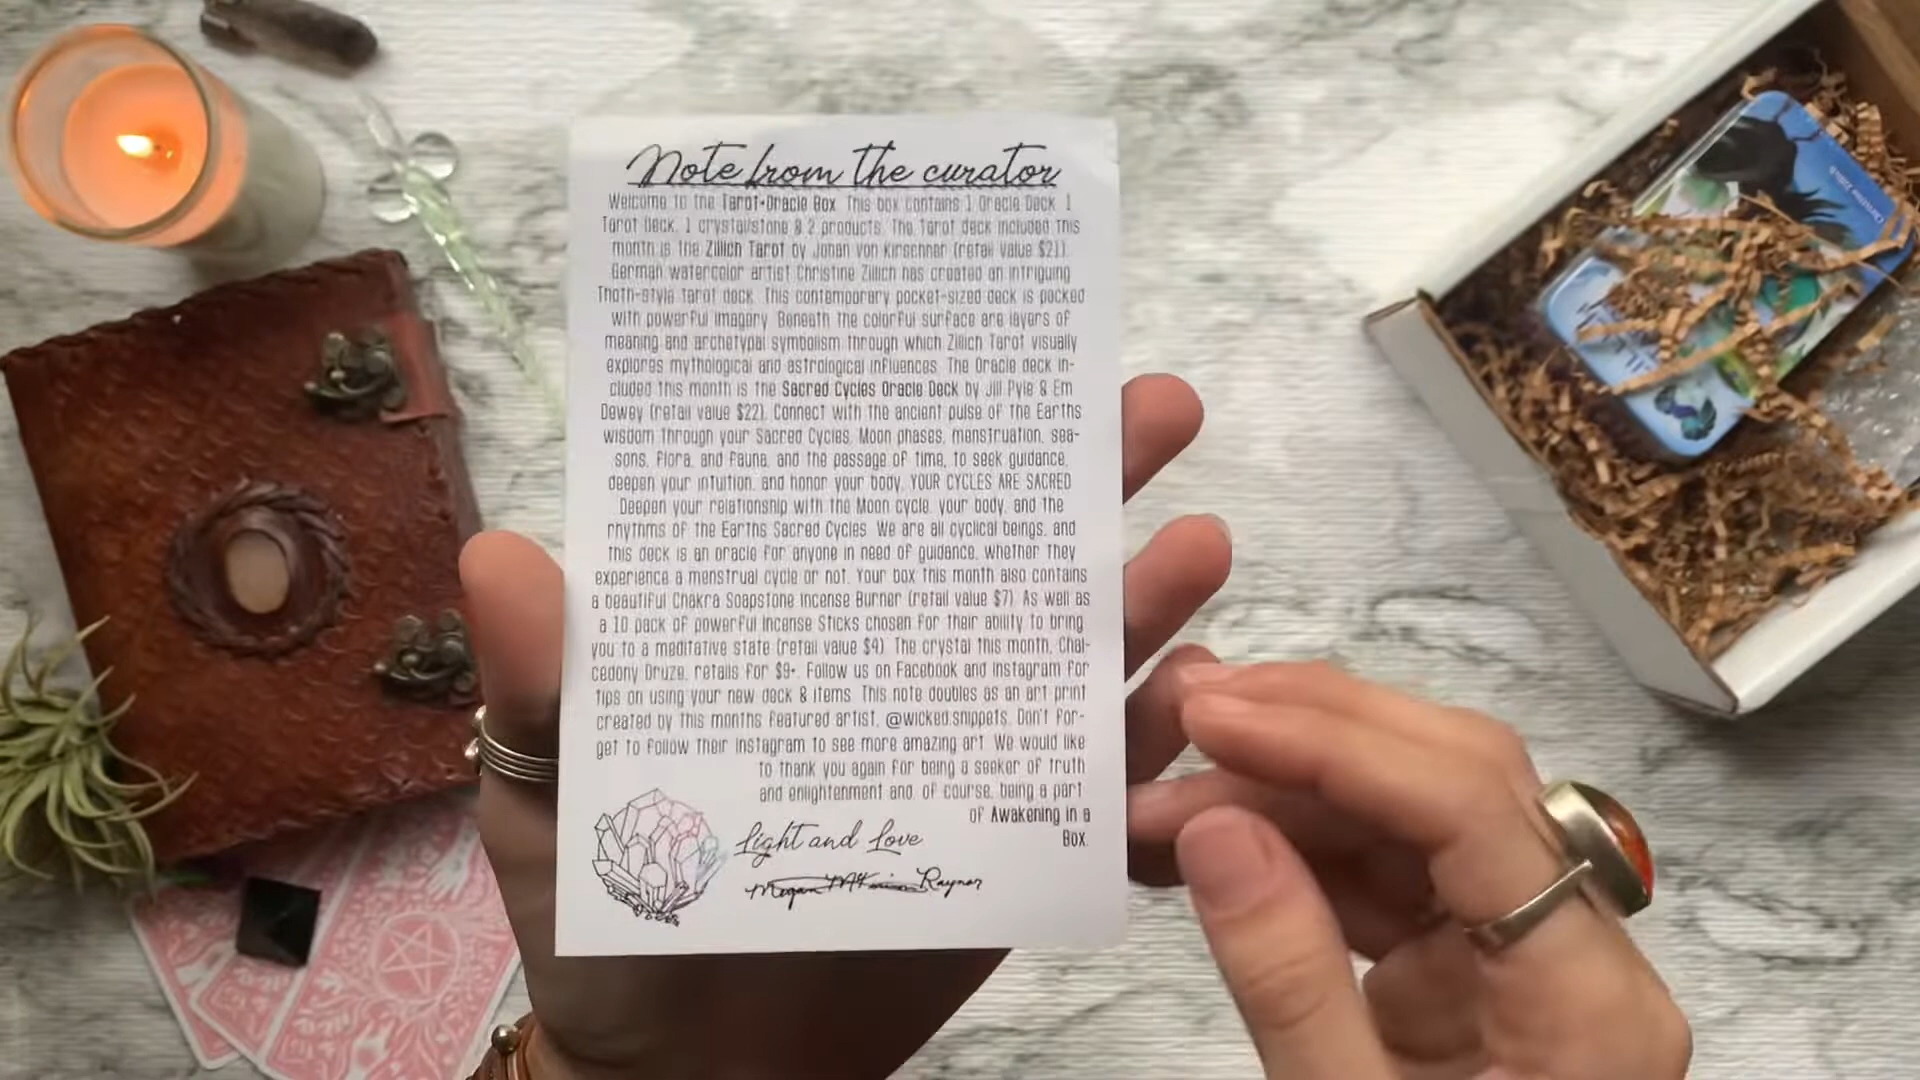 Note from the curator
Welcome to the Tarot+Oracle Box. This box contains 1 Oracle Deck, 1
Tarot Deck, 1 crystal/stone & 2 products. The Tarot deck included this
month is the Zillich Tarot by Johan von Kirschner (retail value $21).
German watercolor artist Christine Zillich has created an intriguing
Thoth-style tarot deck. This contemporary pocket-sized deck is packed
with powerful imagery. Beneath the colorful surface are layers of
meaning and archetypal symbolism through which Zillich Tarot visually
explores mythological and astrological influences. The Oracle deck in-
cluded this month is the Sacred Cycles Oracle Deck by Jill Pyle & Em
Dewey (retail value $22). Connect with the ancient pulse of the Earths
wisdom through your Sacred Cycles, Moon phases, menstruation, sea-
sons, flora, and fauna, and the passage of time, to seek guidance,
deepen your intuition, and honor your body. YOUR CYCLES ARE SACRED
Deepen your relationship with the Moon cycle, your body, and the
rhythms of the Earths Sacred Cycles. We are all cyclical beings, and
this deck is an oracle for anyone in need of guidance, whether they
experience a menstrual cycle or not. Your box this month also contains
a beautiful Chakra Soapstone Incense Burner (retail value $7). As well as
a 10 pack of powerful Incense Sticks chosen for their ability to bring
you to a meditative state (retail value $4). The crystal this month, Chal-
cedony Druze, retails for $9+. Follow us on Facebook and Instagram for
tips on using your new deck & items. This note doubles as an art print
created by this months featured artist, @wicked.snippets. Don't for-
get to follow their Instagram to see more amazing art. We would like
to thank you again for being a seeker of truth
and enlightenment and, of course, being a part
of Awakening in a
Box.
Light and Love
Megan Raynor
Christine Zillich